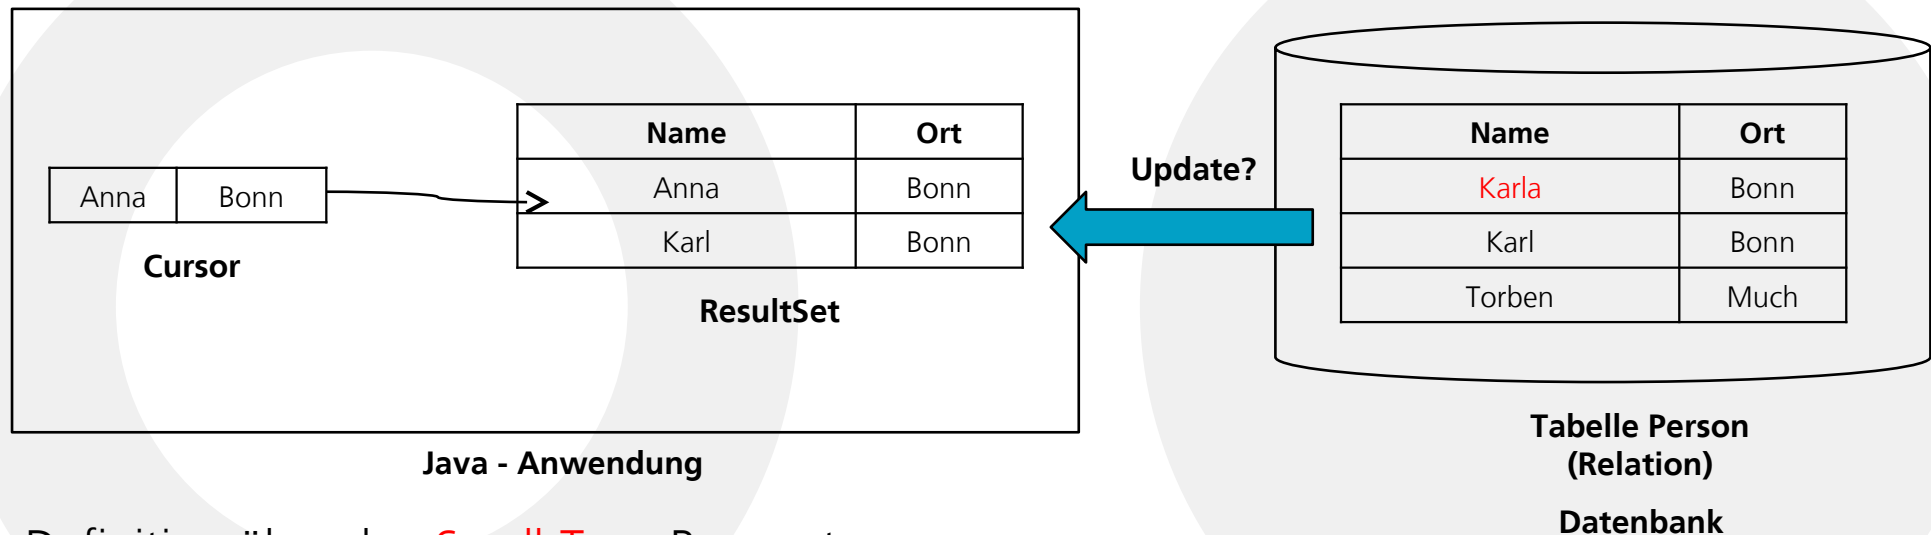 Anna Bonn
Cursor
Name Ort
Anna Bonn
Karl Bonn
ResultSet
Java - Anwendung
Update?
Name Ort
Karla Bonn
Karl Bonn
Torben Much
Tabelle Person
(Relation)
Datenbank